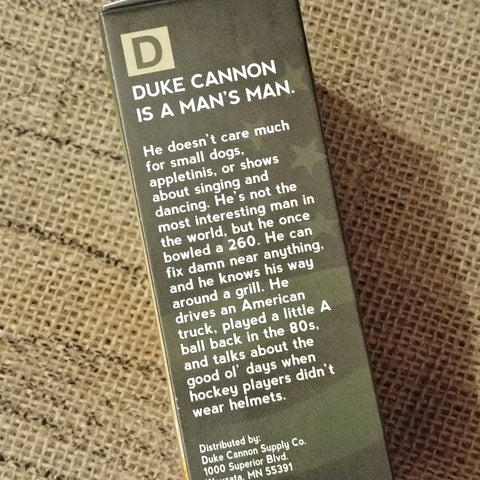 D
DUKE CANNON
IS A MAN'S MAN.
He doesn't care much
for small dogs,
appletinis, or shows
about singing and
dancing. He's not the
most interesting man in
the world, but he once
bowled a 260. He can
fix damn near anything,
and he knows his way
around a grill. He
drives an American
truck, played a little A
ball back in the 80s,
and talks about the
good ol' days when
hockey players didn't
wear helmets.
Distributed by:
Duke Cannon Supply Co.
1000 Superior Blvd.
Wayzata, MN 55391